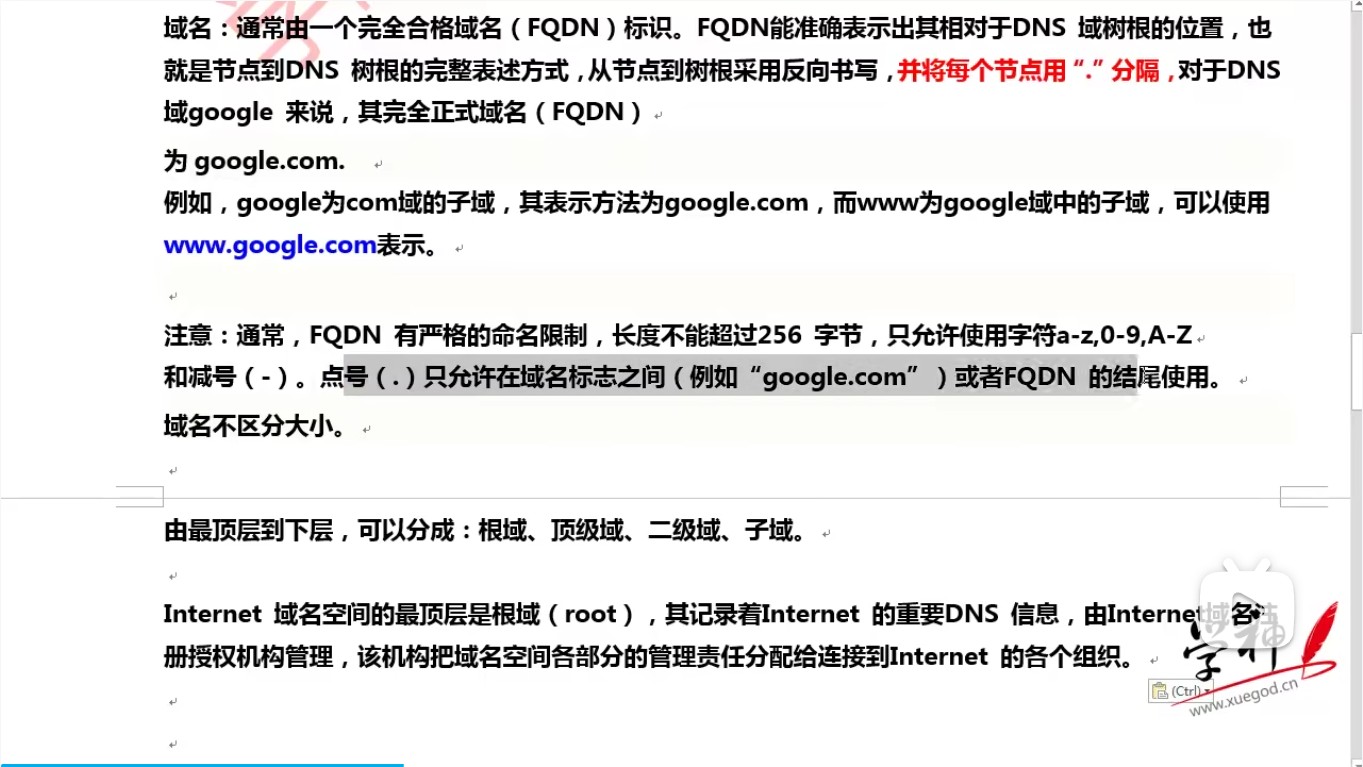 域名：通常由一个完全合格域名（FQDN）标识。FQDN能准确表示出其相对于DNS 域树根的位置，也
就是节点到DNS 树根的完整表述方式，从节点到树根采用反向书写，并将每个节点用“.”分隔，对于DNS
域google 来说，其完全正式域名（FQDN）
为 google.com.
例如，google为com域的子域，其表示方法为google.com，而www为google域中的子域，可以使用
www.google.com表示。
注意：通常，FQDN 有严格的命名限制，长度不能超过256 字节，只允许使用字符a-z,0-9,A-Z
和减号（-）。点号（.）只允许在域名标志之间（例如“google.com”）或者FQDN 的结尾使用。
域名不区分大小。
由最顶层到下层，可以分成：根域、顶级域、二级域、子域。
Internet 域名空间的最顶层是根域（root），其记录着Internet 的重要DNS 信息，由Internet域名注
册授权机构管理，该机构把域名空间各部分的管理责任分配给连接到Internet 的各个组织。
学神
(Ctrl)
www.xuegod.cn